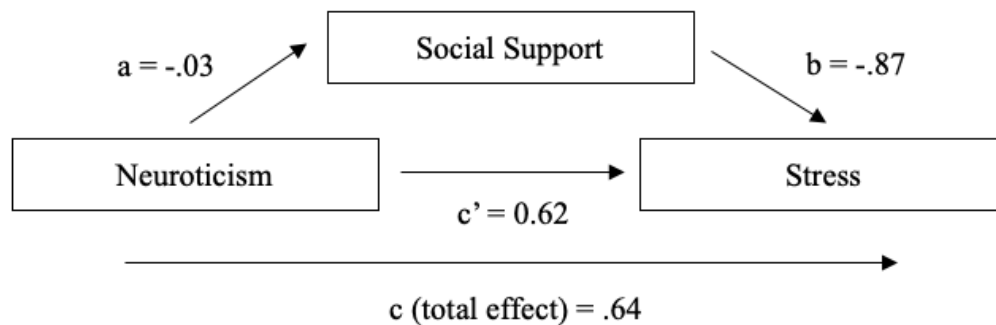 Social Support
a = -.03
b = -.87
Neuroticism
Stress
c’ = 0.62
c (total effect) = .64